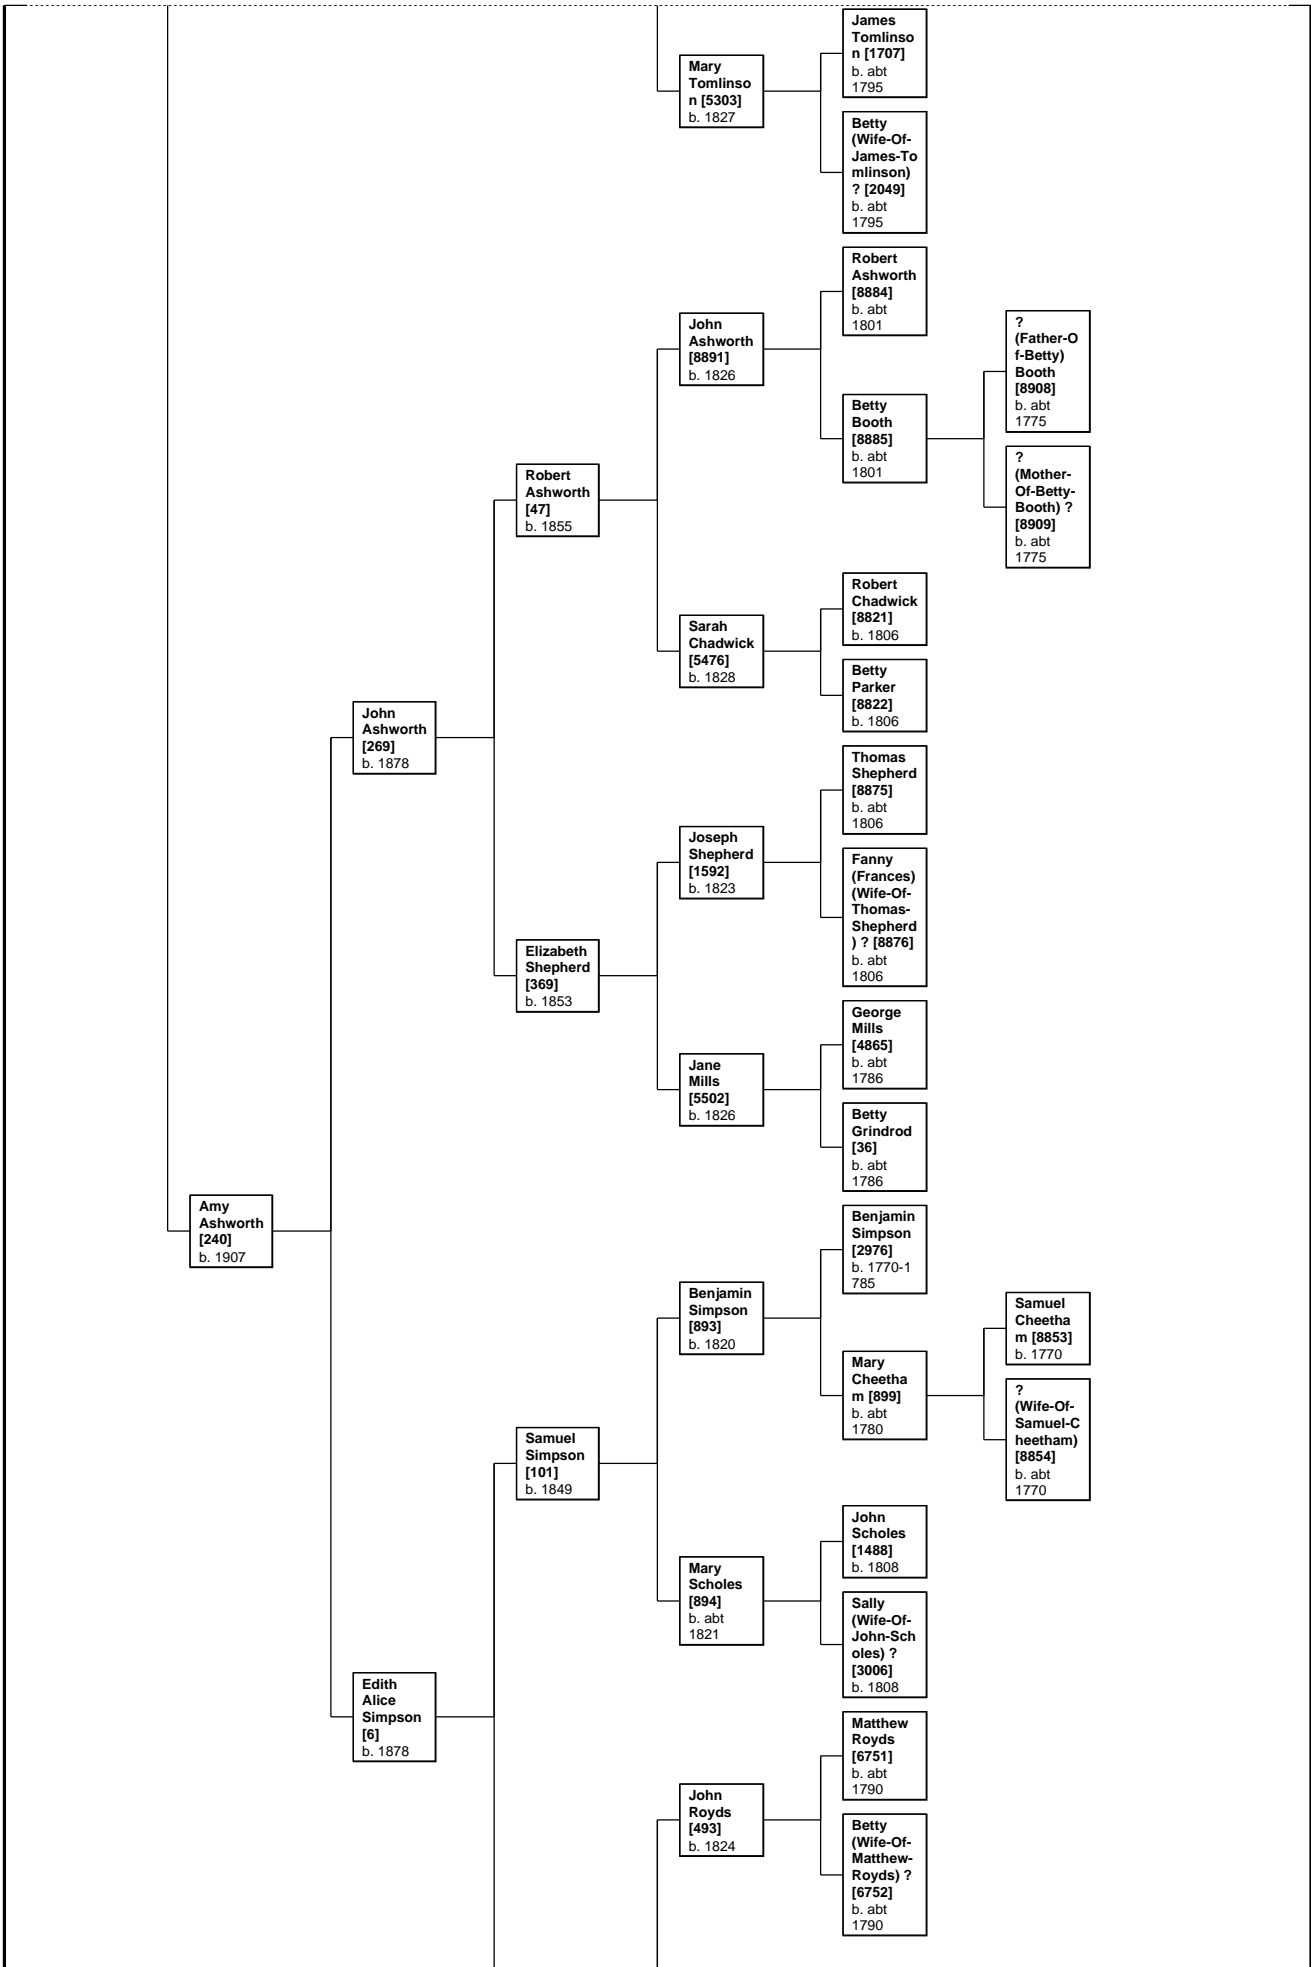 James
Tomlinso
n [1707]
b. abt
1795
Mary
Tomlinso
n [5303]
b. 1827
Betty
(Wife-Of-
James-To
mlinson)
? [2049]
b. abt
1795
Robert
Ashworth
[8884]
b. abt
1801
John
Ashworth
[8891]
b. 1826
?
(Father-O
f-Betty)
Booth
[8908]
b. abt
1775
Betty
Booth
[8885]
b. abt
1801
?
(Mother-
Of-Betty-
Booth) ?
[8909]
b. abt
1775
Robert
Ashworth
[47]
b. 1855
Robert
Chadwick
[8821]
b. 1806
Sarah
Chadwick
[5476]
b. 1828
Betty
Parker
[8822]
b. 1806
John
Ashworth
[269]
b. 1878
Thomas
Shepherd
[8875]
b. abt
1806
Joseph
Shepherd
[1592]
b. 1823
Fanny
(Frances)
(Wife-Of-
Thomas-
Shepherd
) ? [8876]
b. abt
1806
Elizabeth
Shepherd
[369]
b. 1853
George
Mills
[4865]
b. abt
1786
Jane
Mills
[5502]
b. 1826
Betty
Grindrod
[36]
b. abt
1786
Amy
Ashworth
[240]
b. 1907
Benjamin
Simpson
[2976]
b. 1770-1
785
Benjamin
Simpson
[893]
b. 1820
Samuel
Cheetha
m [8853]
b. 1770
Mary
Cheetha
m [899]
b. abt
1780
?
(Wife-Of-
Samuel-C
heetham)
[8854]
b. abt
1770
Samuel
Simpson
[101]
b. 1849
John
Scholes
[1488]
b. 1808
Mary
Scholes
[894]
b. abt
1821
Sally
(Wife-Of-
John-Sch
oles) ?
[3006]
b. 1808
Edith
Alice
Simpson
[6]
b. 1878
Matthew
Royds
[6751]
b. abt
1790
John
Royds
[493]
b. 1824
Betty
(Wife-Of-
Matthew-
Royds) ?
[6752]
b. abt
1790